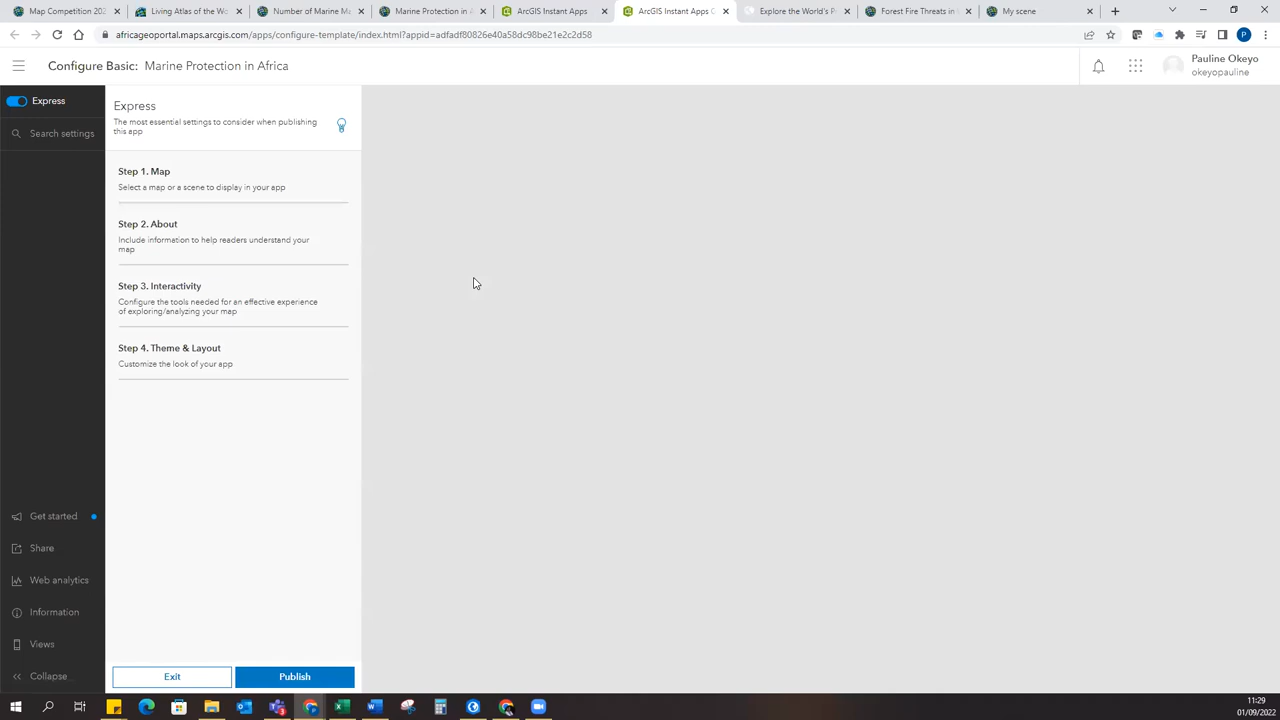 Map Competition 202
Living Atlas of the Wo
Number of Marine M
Marine Protection in A
ArcGIS Instant Apps
ArcGIS Instant Apps C
Explore the World's P
Forest Fire Threats in
My scene
africageoportal.maps.arcgis.com/apps/configure-template/index.html?appid=adfadf80826e40a58dc98be21e2c2d58
Configure Basic: Marine Protection in Africa
Pauline Okeyo
okeyopauline
Express
Search settings
Express
The most essential settings to consider when publishing
this app
Step 1. Map
Select a map or a scene to display in your app
Step 2. About
Include information to help readers understand your
map
Step 3. Interactivity
Configure the tools needed for an effective experience
of exploring/analyzing your map
Step 4. Theme & Layout
Customize the look of your app
Get started
Share
Web analytics
Information
Views
Collapse
Exit
Publish
11:29
01/09/2022